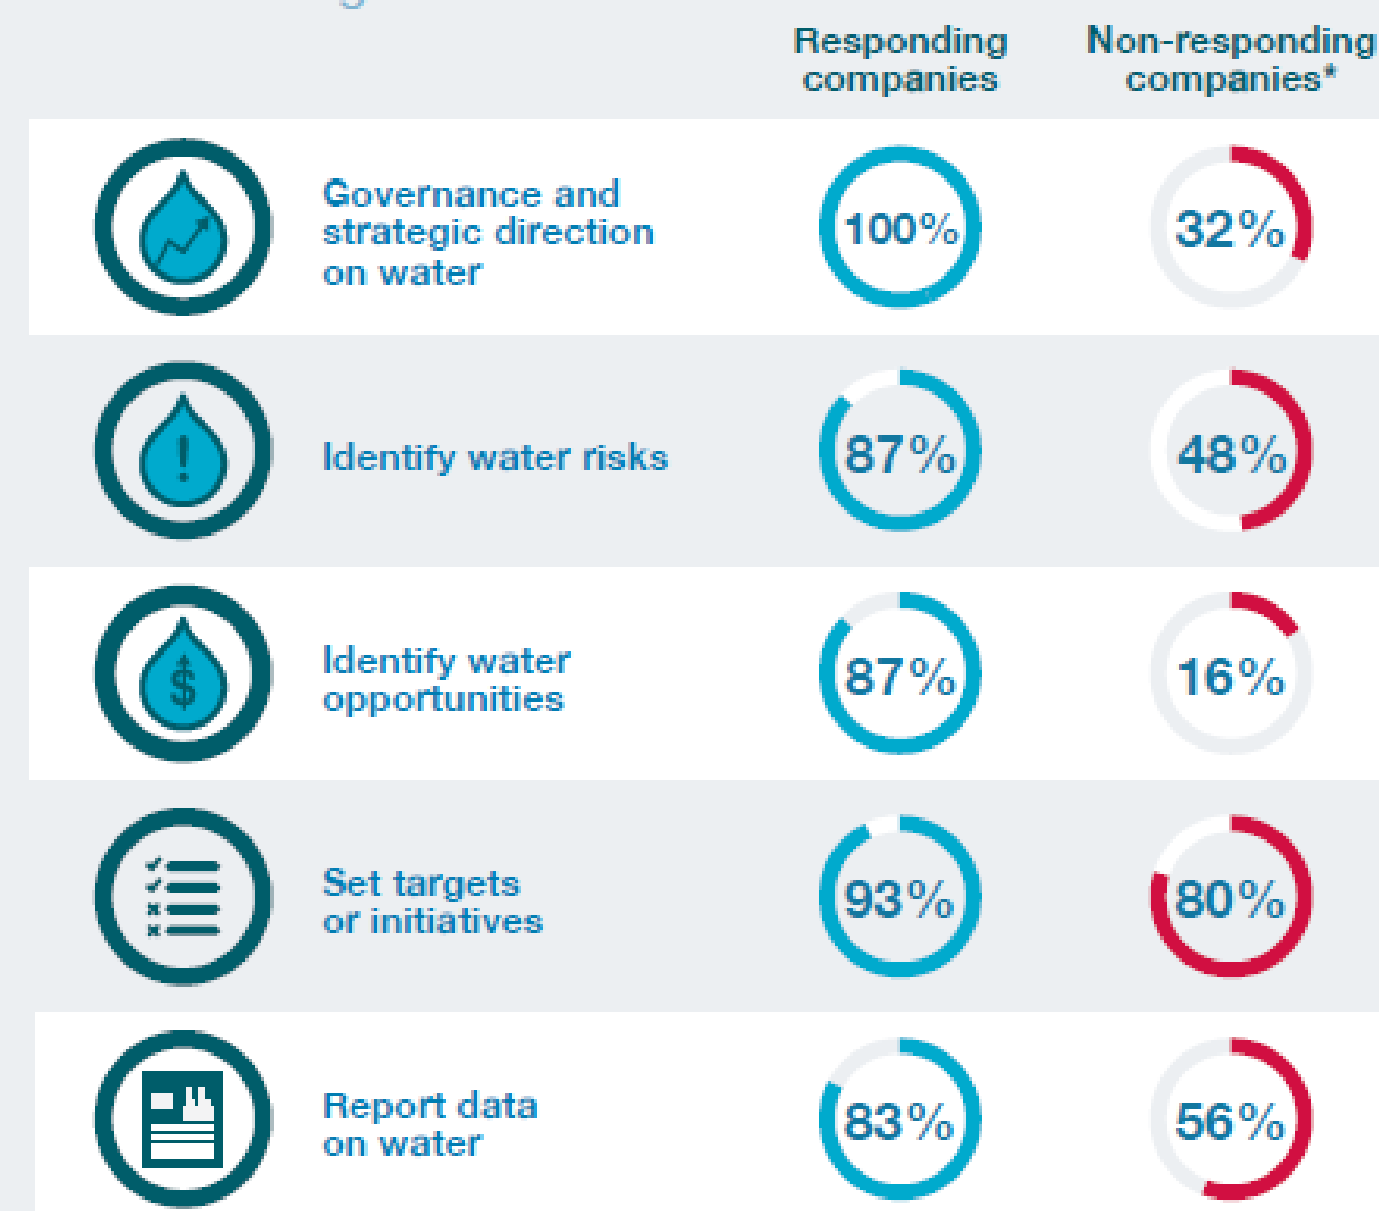 Responding
companies
Non-responding
companies*
Governance and
strategic direction
on water
100%
32%
Identify water risks
87%
48%
$
Identify water
opportunities
87%
16%
Set targets
or initiatives
93%
80%
Report data
on water
83%
56%